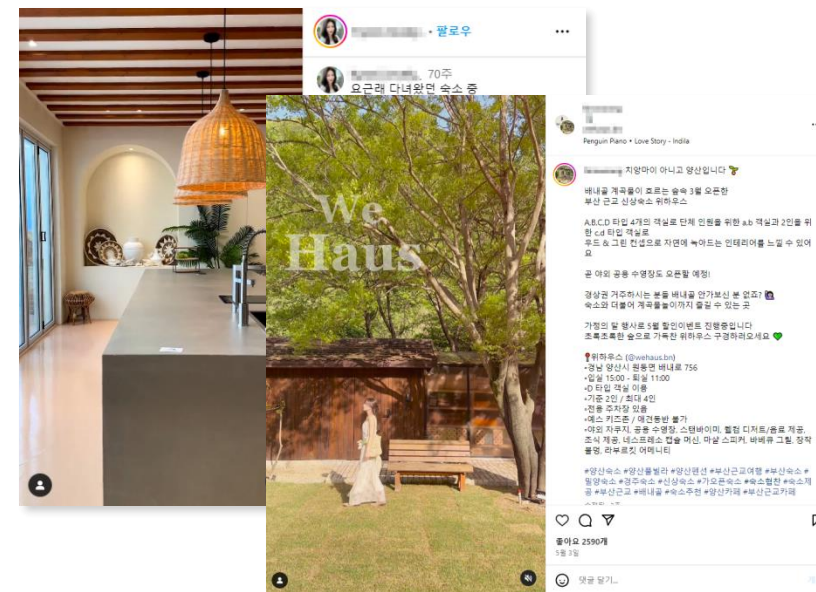 • 팔로우
70주
요근래 다녀왔던 숙소 중
We
Haus
Penguin Piano • Love Story - Indila
치앙마이 아니고 양산입니다
배내골 계곡물이 흐르는 숲속 3월 오픈한
부산 근교 신상숙소 위하우스
A,B,C,D 타입 4개의 객실로 단체 인원을 위한 a.b 객실과 2인을 위
한 c.d 타입 객실로
우드 & 그린 컨셉으로 자연에 녹아드는 인테리어를 느낄 수 있어
요
곧 야외 공용 수영장도 오픈할 예정!
경상권 거주하시는 분들 배내골 안가보신 분 없죠?
숙소와 더불어 계곡물놀이까지 즐길 수 있는 곳
가정의 달 행사로 5월 할인이벤트 진행중입니다
초록초록한 숲으로 가득찬 위하우스 구경하러오세요
위하우스 (@wehaus.bn)
▫경남 양산시 원동면 배내로 756
▫입실 15:00 - 퇴실 11:00
▫D 타입 객실 이용
▫기준 2인 / 최대 4인
▫전용 주차장 있음
▫예스 키즈존 / 애견동반 불가
▫야외 자쿠지, 공용 수영장, 스탠바이미, 웰컴 디저트/음료 제공,
조식 제공, 네스프레소 캡슐 머신, 마샬 스피커, 바베큐 그릴, 장작
불멍, 라부르켓 어메니티
#양산숙소 #양산풀빌라 #양산펜션 #부산근교여행 #부산숙소 #
밀양숙소 #경주숙소 #신상숙소 #가오픈숙소 #숙소협찬 #숙소제
공 #부산근교 #배내골 #숙소추천 #양산카페 #부산근교카페
좋아요 2590개
5월 3일
댓글 달기...